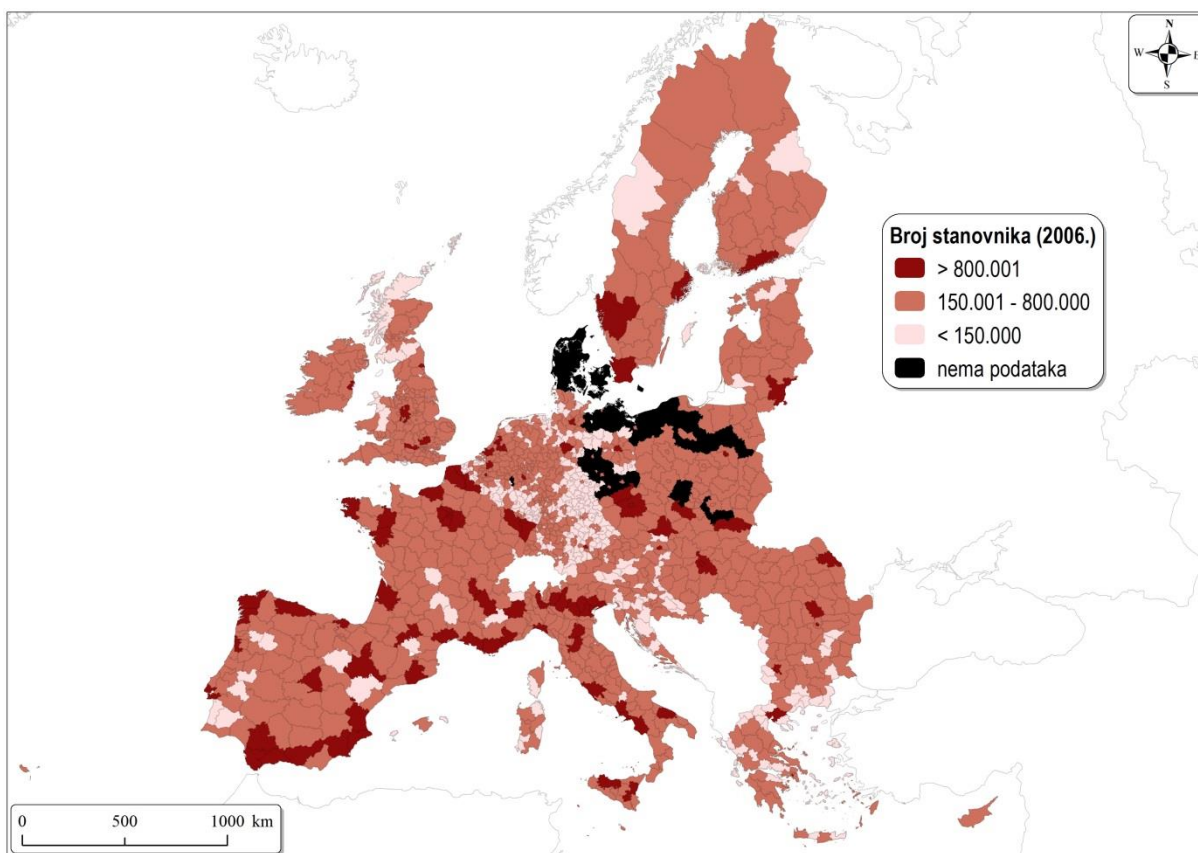 N
W E
S
Broj stanovnika (2006.)
> 800.001
150.001 - 800.000
< 150.000
nema podataka
0 500 1000 km